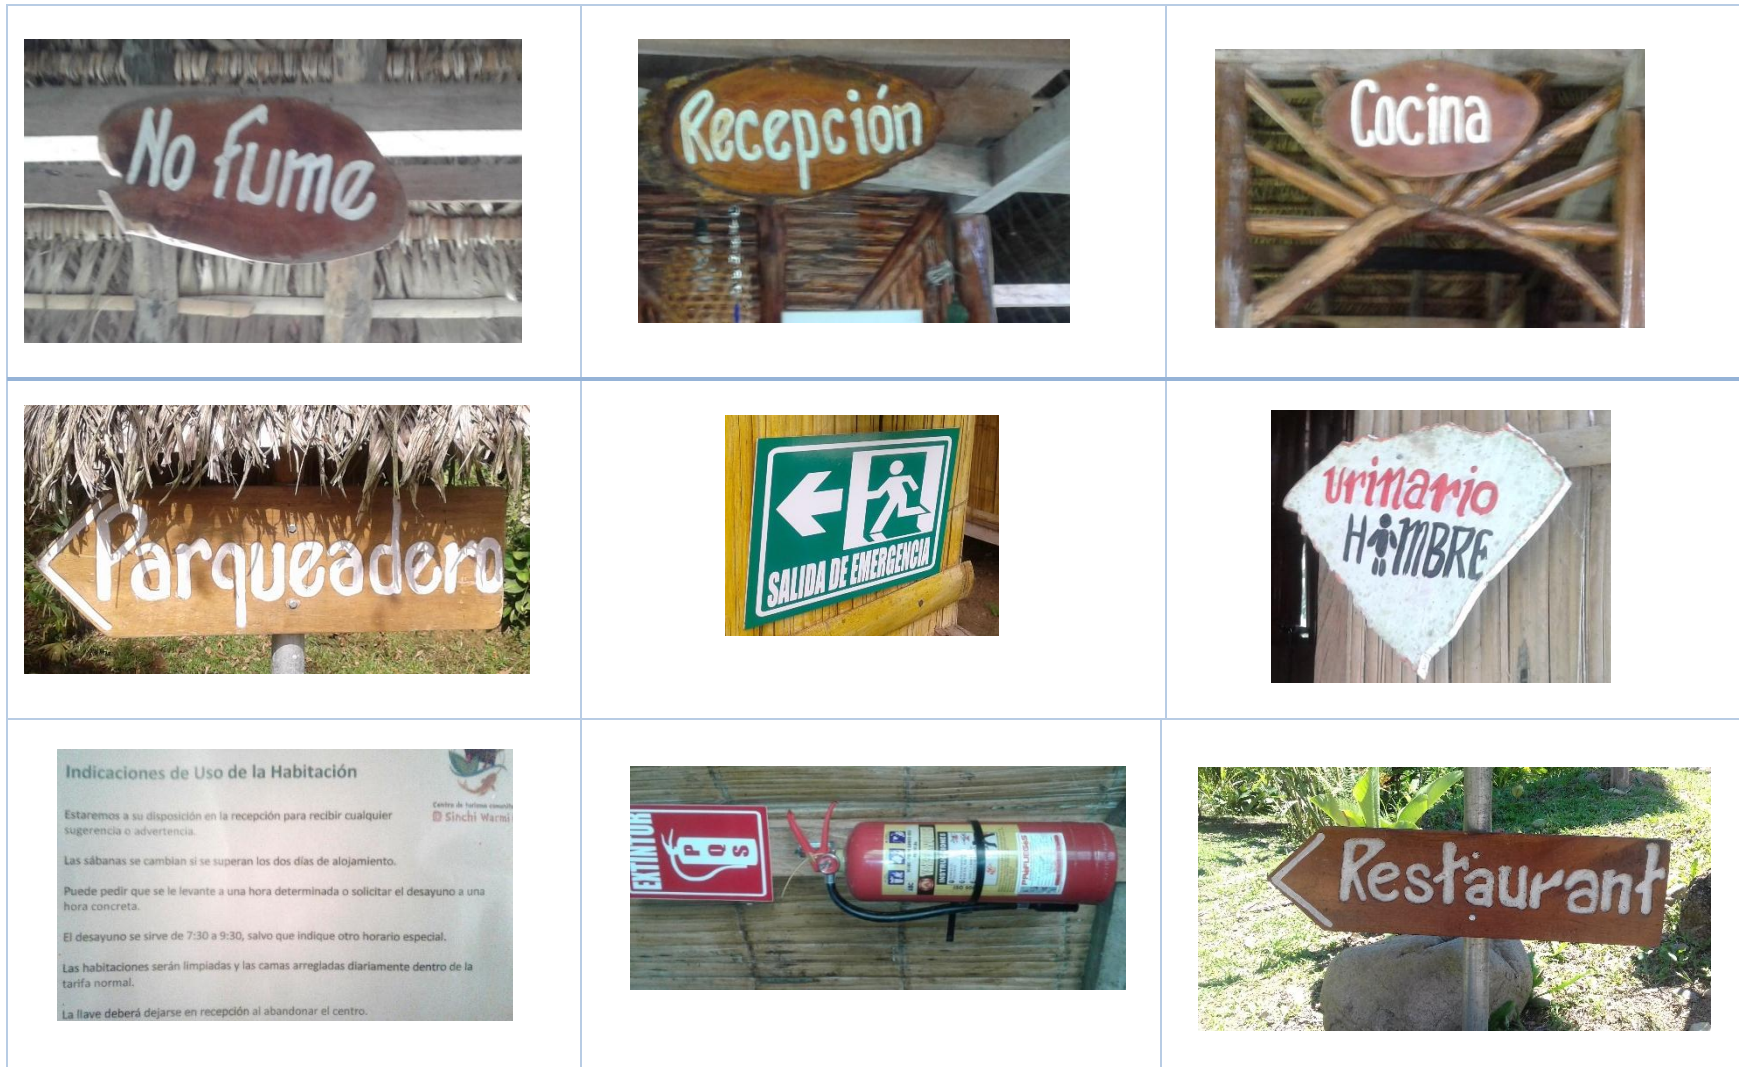 No fume
Recepción
Cocina
Parqueadero
SALIDA DE EMERGENCIA
urinario
HOMBRE
Indicaciones de Uso de la Habitación
Centro de turismo
Sinchi Warmi
Estaremos a su disposición en la recepción para recibir cualquier
sugerencia o advertencia.
Las sábanas se cambian si se superan los dos días de alojamiento.
Puede pedir que se le levante a una hora determinada o solicitar el desayuno a una
hora concreta.
El desayuno se sirve de 7:30 a 9:30, salvo que indique otro horario especial.
Las habitaciones serán limpiadas y las camas arregladas diariamente dentro de la
tarifa normal.
La llave deberá dejarse en recepción al abandonar el centro.
EXTINTOR
PQS
Restaurant